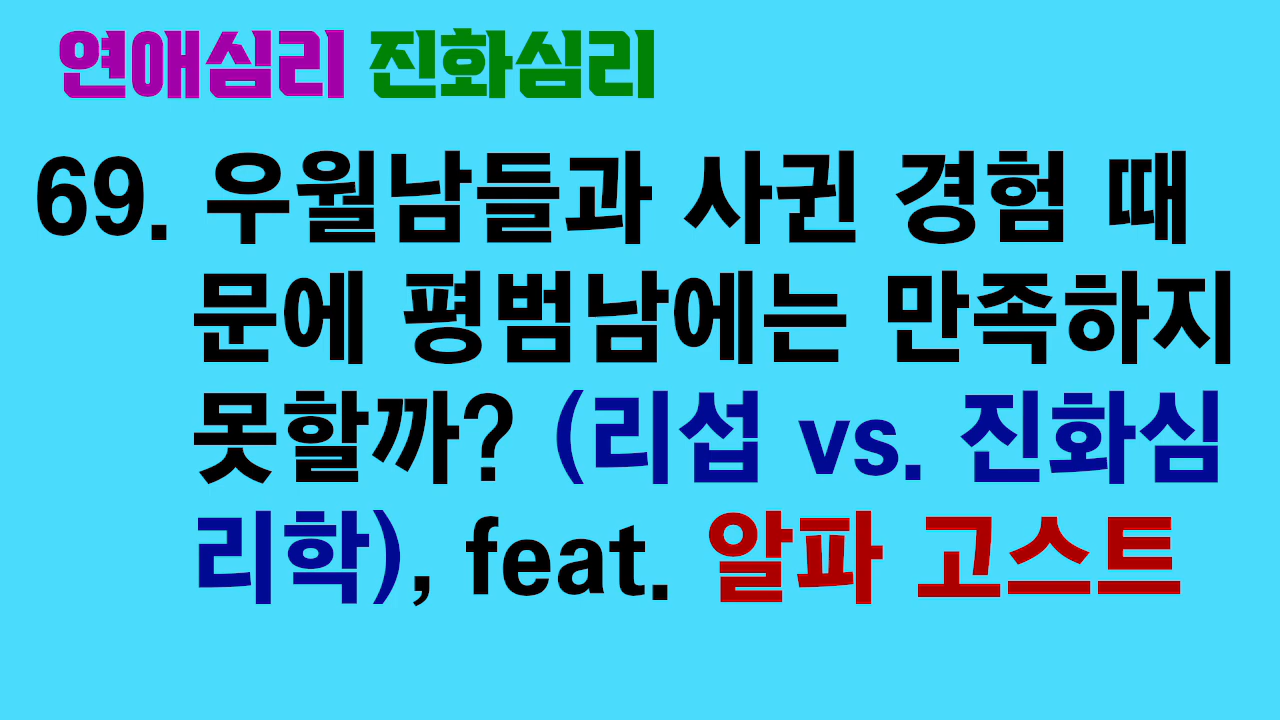 연애심리 진화심리
69. 우월남들과 사귄 경험 때
문에 평범남에는 만족하지
못할까? (리섭 vs. 진화심
리학), feat. 알파 고스트